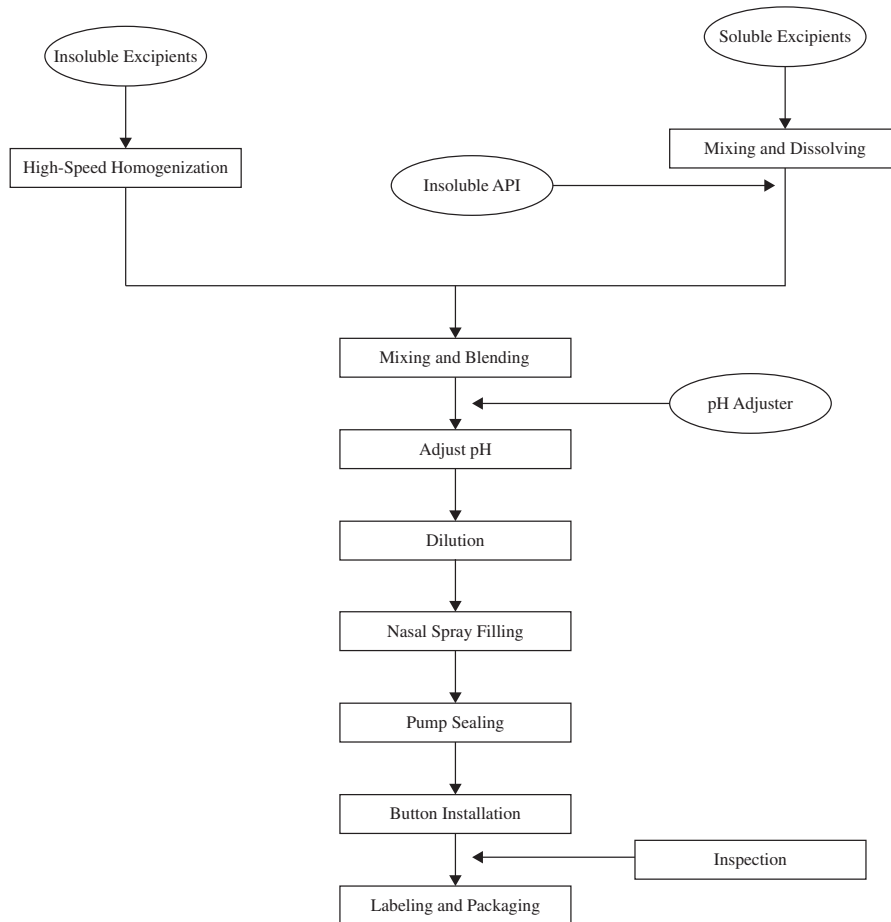 Soluble Excipients
Insoluble Excipients
Mixing and Dissolving
High-Speed Homogenization
Insoluble API
Mixing and Blending
pH Adjuster
Adjust pH
Dilution
Nasal Spray Filling
Pump Sealing
Button Installation
Inspection
Labeling and Packaging